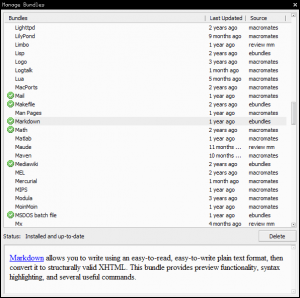 Manage Bundles
Bundles Last Updated Source
Lighttpd 2 years ago macromates
LilyPond 9 months ago macromates
Limbo 1 year ago review mm
Lisp 2 years ago ebundles
Logo 3 years ago macromates
Logtalk 1 month ago macromates
Lua 5 months ago macromates
MacPorts 2 years ago macromates
Mail 1 year ago macromates
Makefile 2 years ago ebundles
Man Pages 1 year ago macromates
Markdown 1 year ago ebundles
Math 2 years ago macromates
Matlab 1 year ago macromates
Maude 11 months ... review mm
Maven 10 months ... macromates
Mediawiki 2 years ago ebundles
MEL 2 years ago macromates
Mercurial 1 month ago macromates
MIPS 1 year ago macromates
Modula 3 years ago macromates
MoinMoin 1 year ago macromates
MSDOS batch file 1 year ago ebundles
Mx 4 years ago review mm
Status: Installed and up-to-date Delete
Markdown allows you to write using an easy-to-read, easy-to-write plain text format, then
convert it to structurally valid XHTML. This bundle provides preview functionality, syntax
highlighting, and several useful commands.